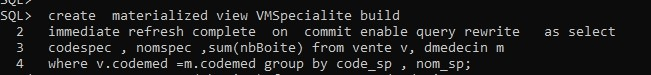 SQL>
SQL> create materialized view VMSpecialite build
2 immediate refresh complete on commit enable query rewrite as select
3 codespec , nomspec ,sum(nbBoite) from vente v, dmedecin m
4 where v.codemed =m.codemed group by code_sp , nom_sp;